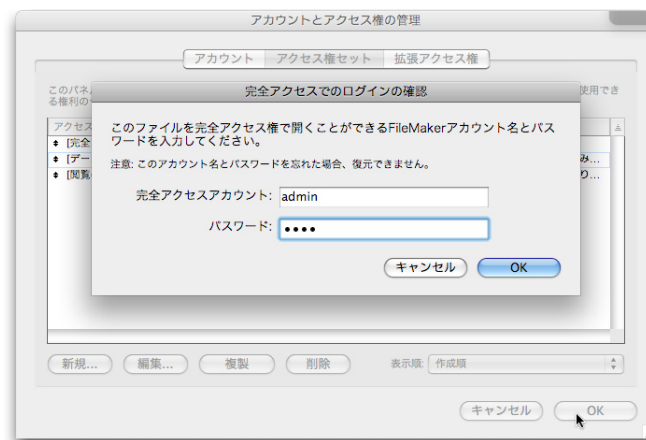 アカウントとアクセス権の管理
アカウント アクセス権セット 拡張アクセス権
このパネル 使用でき
る権利の
完全アクセスでのログインの確認
このファイルを完全アクセス権で開くことができるFileMakerアカウント名とパス
ワードを入力してください。
注意: このアカウント名とパスワードを忘れた場合、復元できません。
完全アクセスアカウント: admin
パスワード: ••••
キャンセル OK
アクセス
[完全
[デー み...
[閲覧 り...
新規... 編集... 複製 削除 表示順: 作成順
キャンセル OK